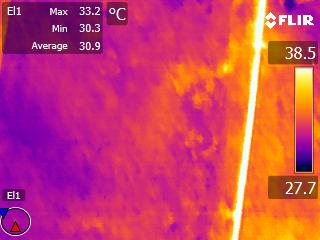 El1 Max 33.2 °C
Min 30.3
Average 30.9
FLIR
38.5
27.7
El1